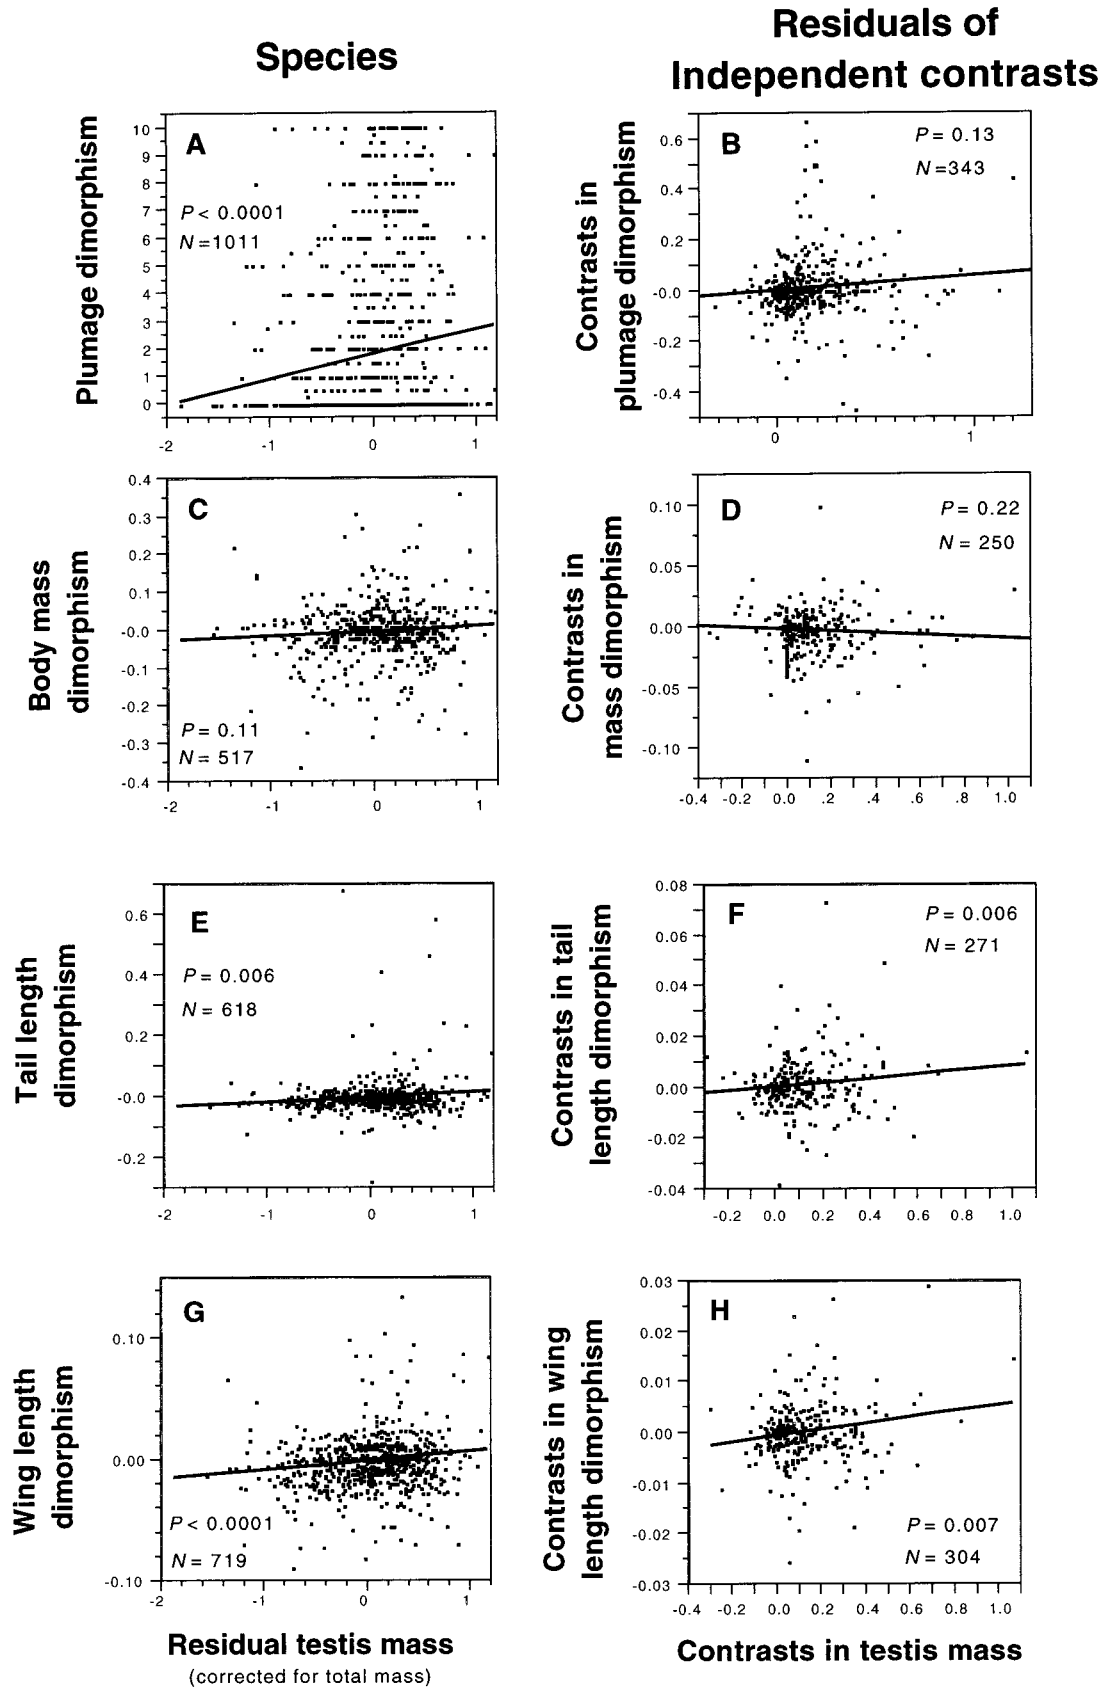 Species
Residuals of
Independent contrasts
Plumage dimorphism
A
P < 0.0001
N =1011
10
9
8
7
6
5
4
3
2
1
0
-2 -1 0 1
Contrasts in
plumage dimorphism
B
P = 0.13
N =343
0.6
0.4
0.2
-0.0
-0.2
-0.4
0 1
Body mass
dimorphism
C
P = 0.11
N = 517
0.4
0.3
0.2
0.1
-0.0
-0.1
-0.2
-0.3
-0.4
-2 -1 0 1
Contrasts in
mass dimorphism
D
P = 0.22
N = 250
0.10
0.05
0.00
-0.05
-0.10
-0.4 -0.2 0.0 .2 .4 .6 .8 1.0
Tail length
dimorphism
E
P = 0.006
N = 618
0.6
0.4
0.2
-0.0
-0.2
-2 -1 0 1
Contrasts in tail
length dimorphism
F
P = 0.006
N = 271
0.08
0.06
0.04
0.02
0.00
-0.02
-0.04
-0.2 0.0 0.2 0.4 0.6 0.8 1.0
Wing length
dimorphism
G
P < 0.0001
N = 719
0.10
0.00
-0.10
-2 -1 0 1
Residual testis mass
(corrected for total mass)
Contrasts in wing
length dimorphism
H
P = 0.007
N = 304
0.03
0.02
0.01
0.00
-0.01
-0.02
-0.03
-0.4 -0.2 0.0 0.2 0.4 0.6 0.8 1.0
Contrasts in testis mass